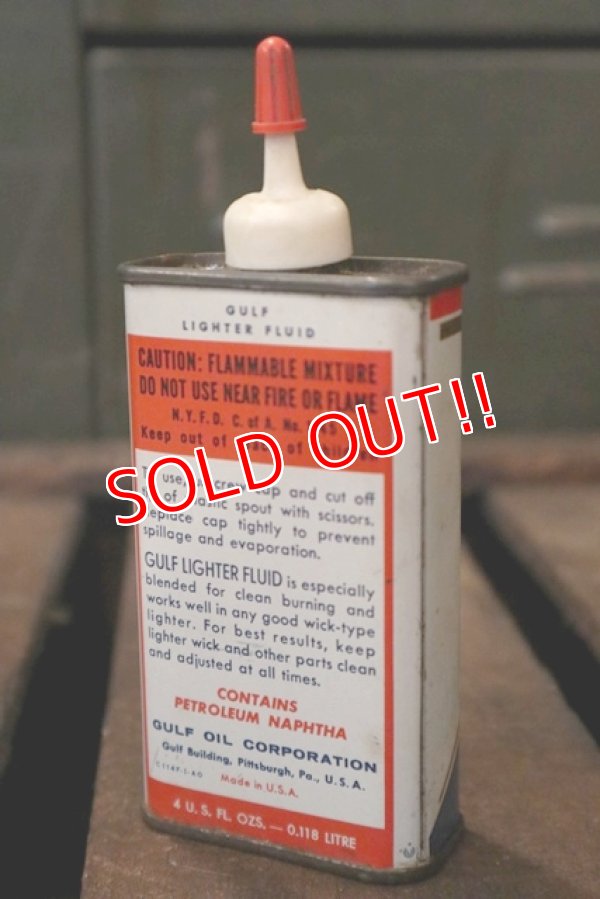 GULF
LIGHTER FLUID
CAUTION: FLAMMABLE MIXTURE
DO NOT USE NEAR FIRE OR FLAME
N.Y.F.D. C. of A. No.
Keep out of of
SOLD OUT!!
use, cap and cut off
of spout with scissors.
cap tightly to prevent
spillage and evaporation.
GULF LIGHTER FLUID is especially
blended for clean burning and
works well in any good wick-type
lighter. For best results, keep
lighter wick and other parts clean
and adjusted at all times.
CONTAINS
PETROLEUM NAPHTHA
GULF OIL CORPORATION
Gulf Building, Pittsburgh, Pa., U.S.A.
Made in U.S.A.
4 U.S. FL. OZS. — 0.118 LITRE